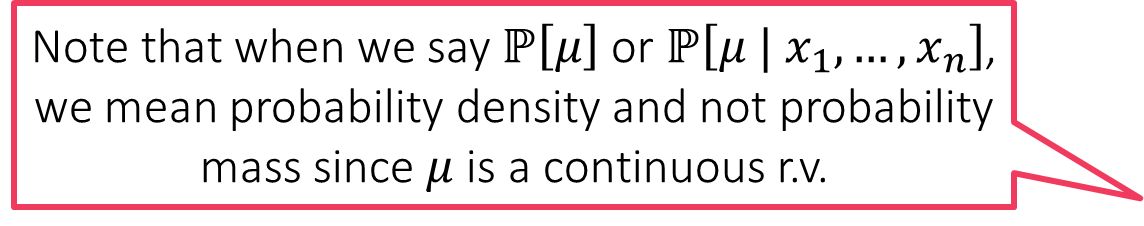 Note that when we say ℙ[𝜇] or ℙ[𝜇 | 𝑥₁, … , 𝑥ₙ],
we mean probability density and not probability
mass since 𝜇 is a continuous r.v.